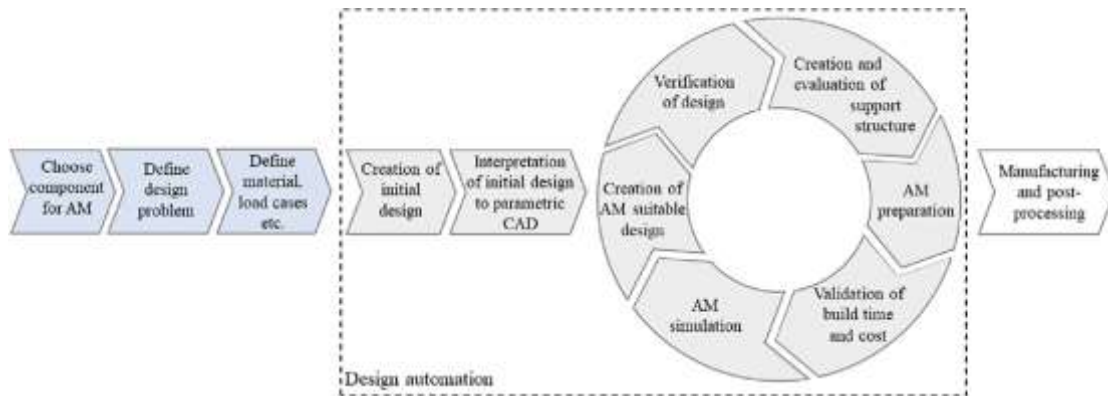 Choose
component
for AM
Define
design
problem
Define
material,
load cases
etc.
Creation of
initial
design
Interpretation
of initial design
to parametric
CAD
Creation of
AM suitable
design
Verification
of design
Creation and
evaluation of
support
structure
AM
preparation
Validation of
build time
and cost
AM
simulation
Manufacturing
and post-
processing
Design automation